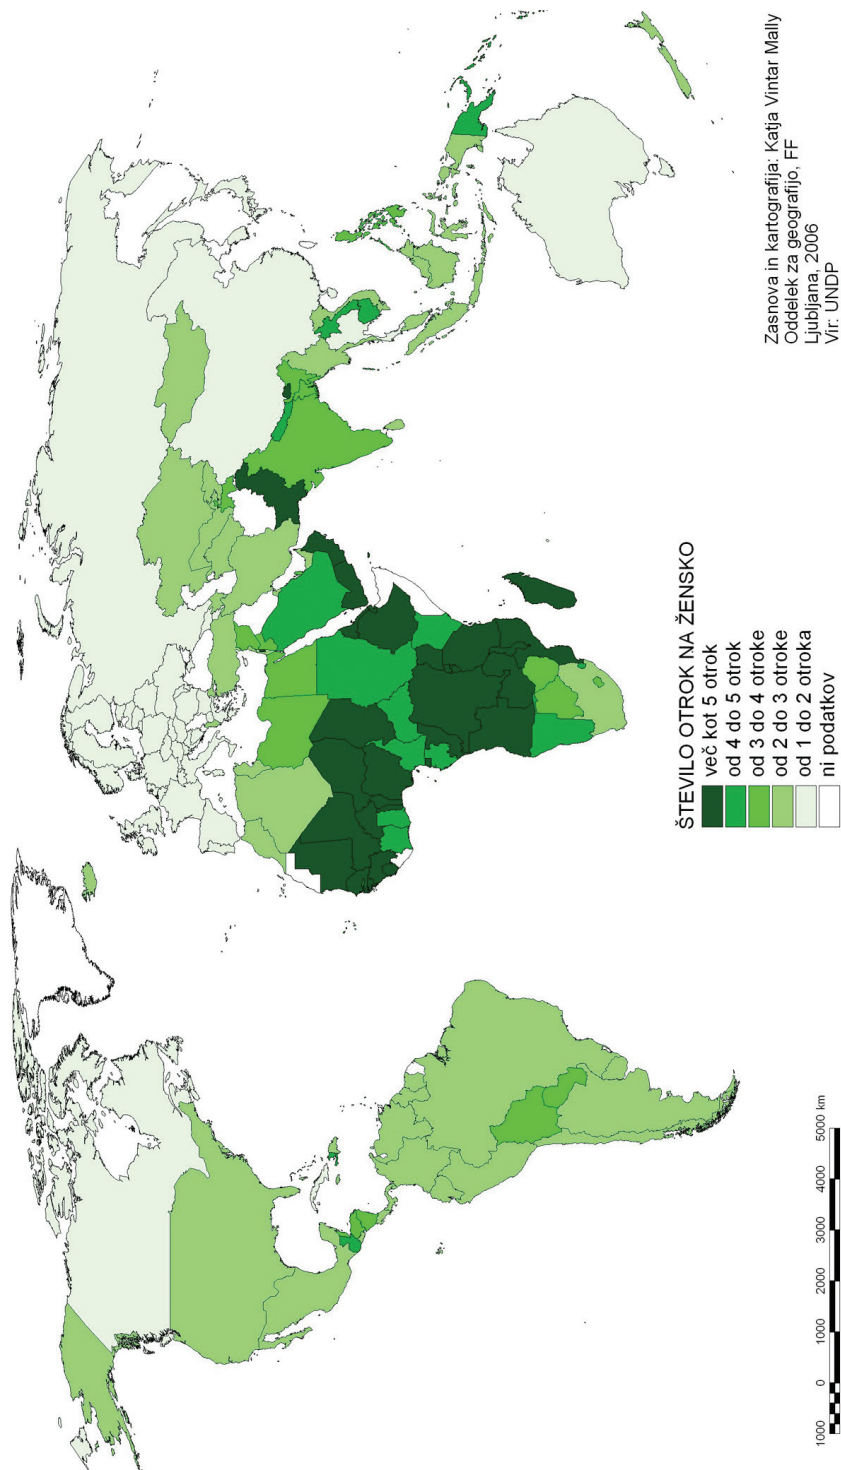 ŠTEVILO OTROK NA ŽENSKO
več kot 5 otrok
od 4 do 5 otrok
od 3 do 4 otroke
od 2 do 3 otroke
od 1 do 2 otroka
ni podatkov
Zasnova in kartografija: Katja Vintar Mally
Oddelek za geografijo, FF
Ljubljana, 2006
Vir: UNDP
1000 0 1000 2000 3000 4000 5000 km